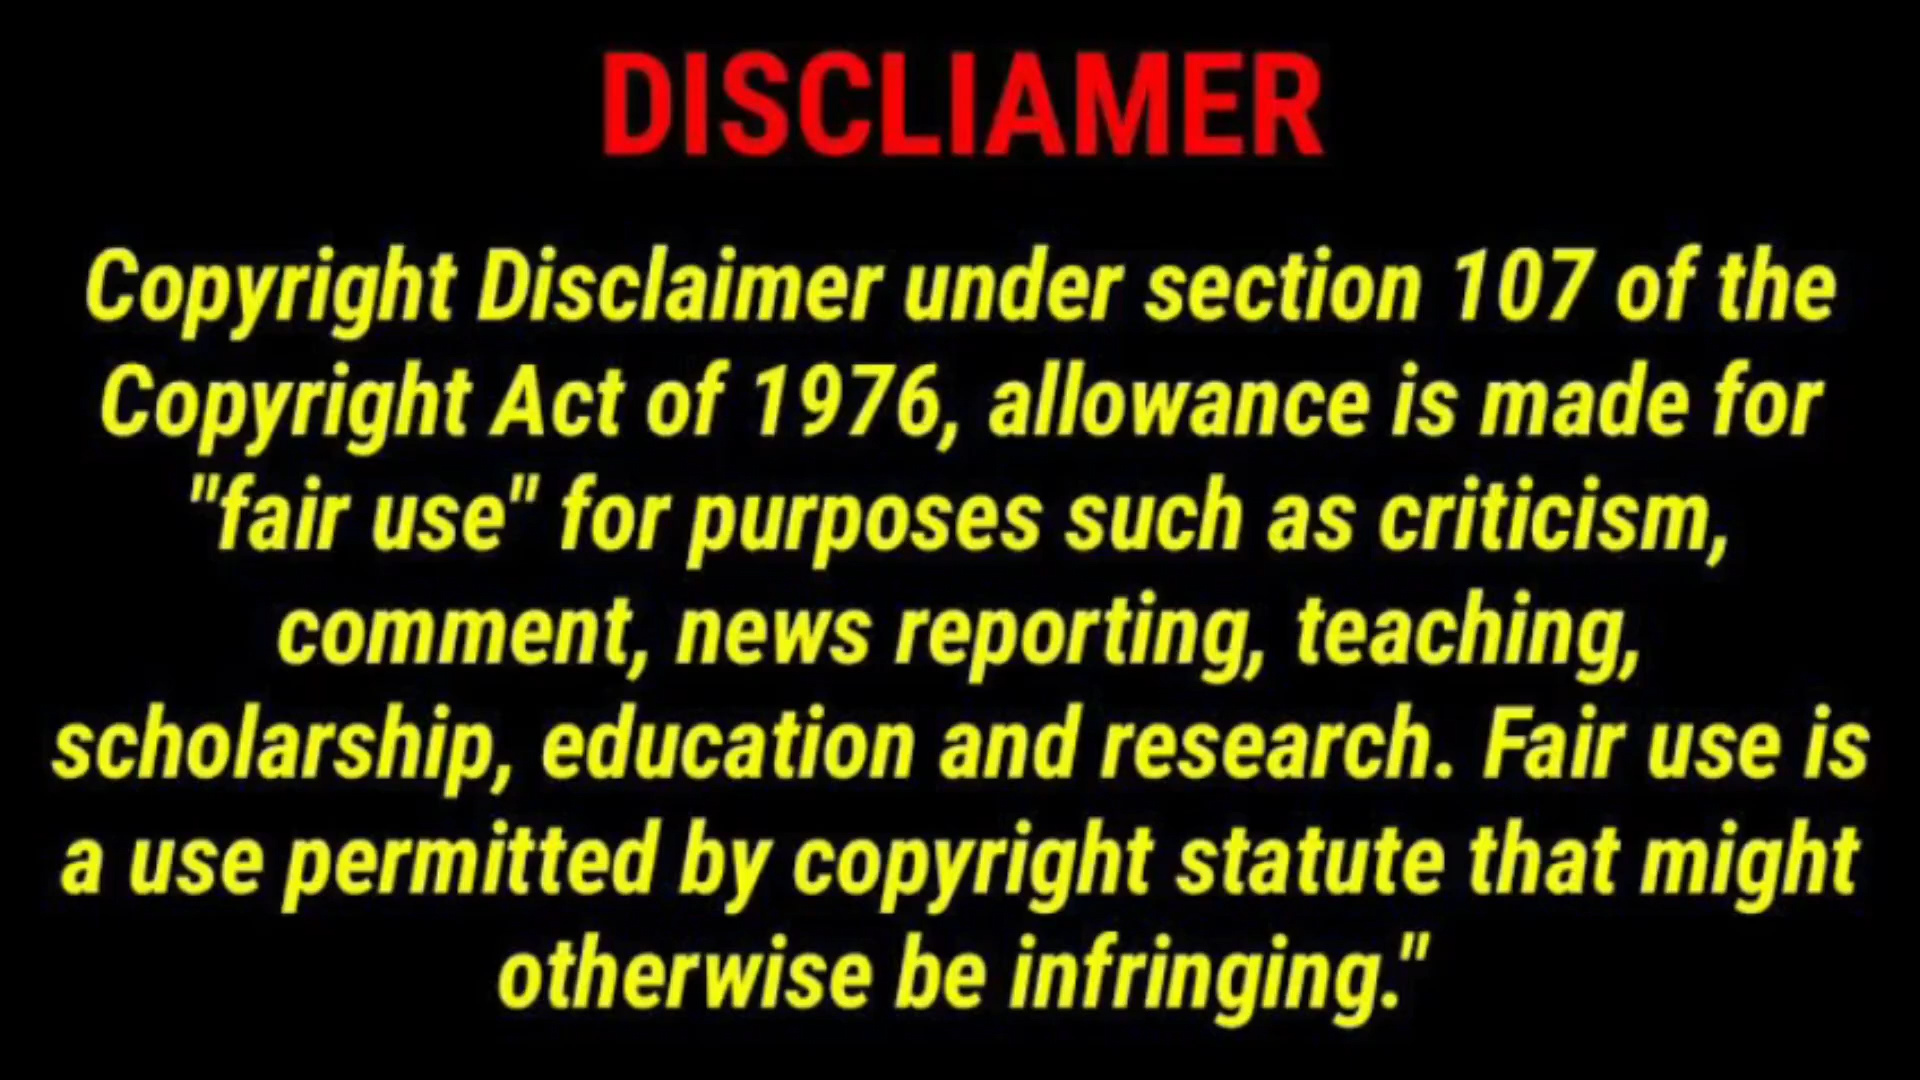 DISCLIAMER
Copyright Disclaimer under section 107 of the
Copyright Act of 1976, allowance is made for
"fair use" for purposes such as criticism,
comment, news reporting, teaching,
scholarship, education and research. Fair use is
a use permitted by copyright statute that might
otherwise be infringing."